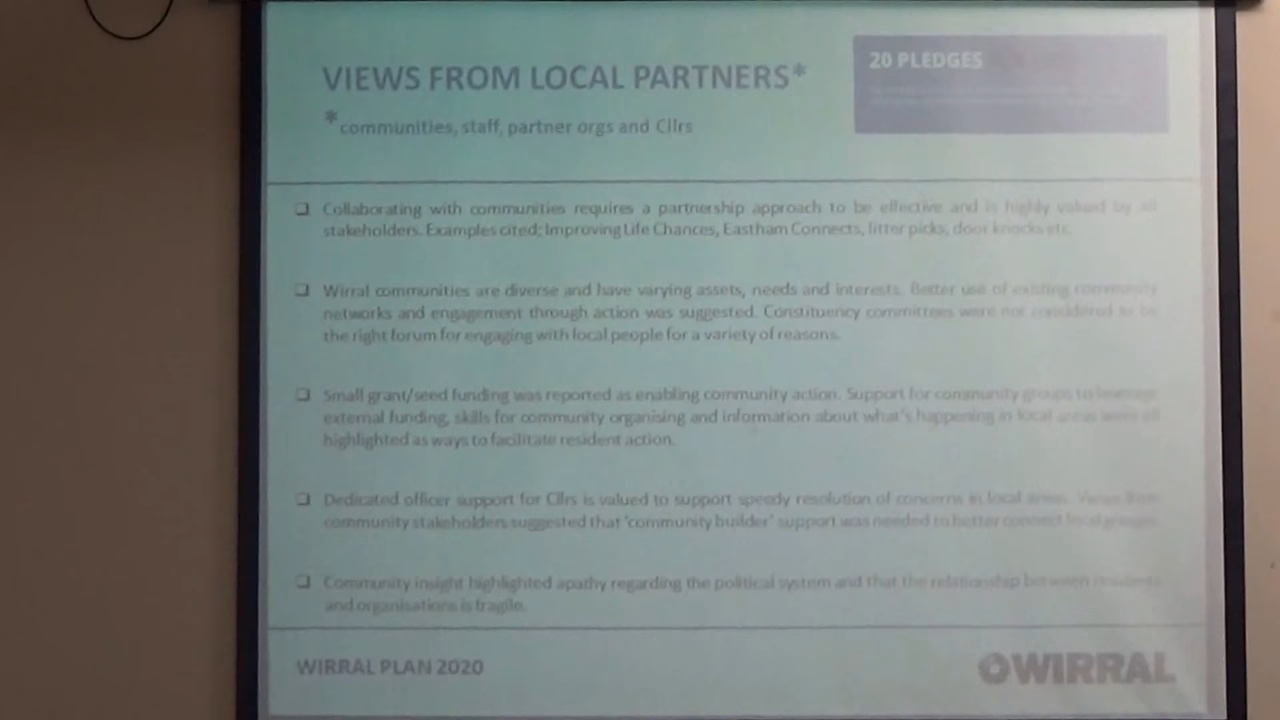 VIEWS FROM LOCAL PARTNERS*
20 PLEDGES
*communities, staff, partner orgs and Cllrs
Collaborating with communities requires a partnership approach to be effective and is highly valued by all
stakeholders. Examples cited: Improving Life Chances, Eastham Connects, litter picks, door knocks etc.
Wirral communities are diverse and have varying assets, needs and interests. Better use of existing community
networks and engagement through action was suggested. Constituency committees were not considered to be
the right forum for engaging with local people for a variety of reasons.
Small grant/seed funding was reported as enabling community action. Support for community groups to leverage
external funding, skills for community organising and information about what's happening in local areas were all
highlighted as ways to facilitate resident action.
Dedicated officer support for Cllrs is valued to support speedy resolution of concerns in local areas. Views from
community stakeholders suggested that 'community builder' support was needed to better connect local groups.
Community insight highlighted apathy regarding the political system and that the relationship between residents
and organisations is fragile.
WIRRAL PLAN 2020
WIRRAL